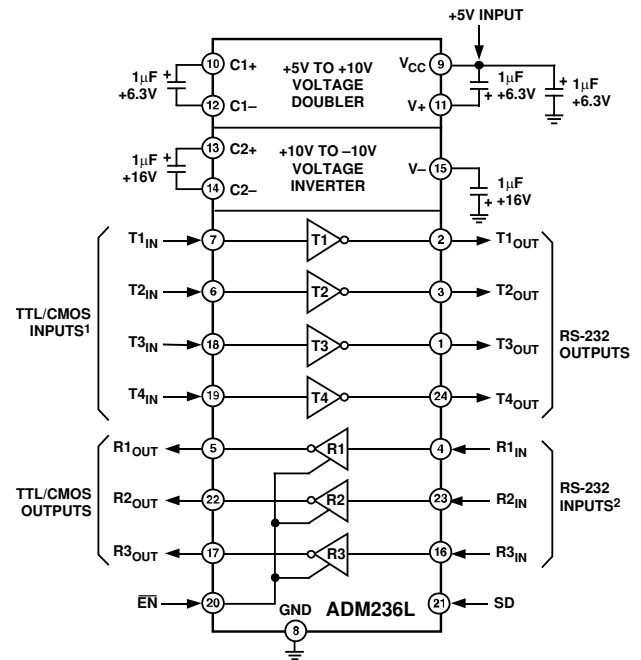 +5V INPUT
10 C1+ +5V TO +10V VCC 9
1µF + +6.3V VOLTAGE 1µF +6.3V + 1µF +6.3V
12 C1– DOUBLER V+ 11
13 C2+ +10V TO –10V
1µF + +16V VOLTAGE V– 15
14 C2– INVERTER 1µF + +16V
T1IN 7 T1 2 T1OUT
T2IN 6 T2 3 T2OUT
TTL/CMOS INPUTS1
RS-232 OUTPUTS
T3IN 18 T3 1 T3OUT
T4IN 19 T4 24 T4OUT
R1OUT 5 R1 4 R1IN
TTL/CMOS OUTPUTS
R2OUT 22 R2 23 R2IN
RS-232 INPUTS2
R3OUT 17 R3 16 R3IN
EN 20 GND ADM236L 21 SD
8